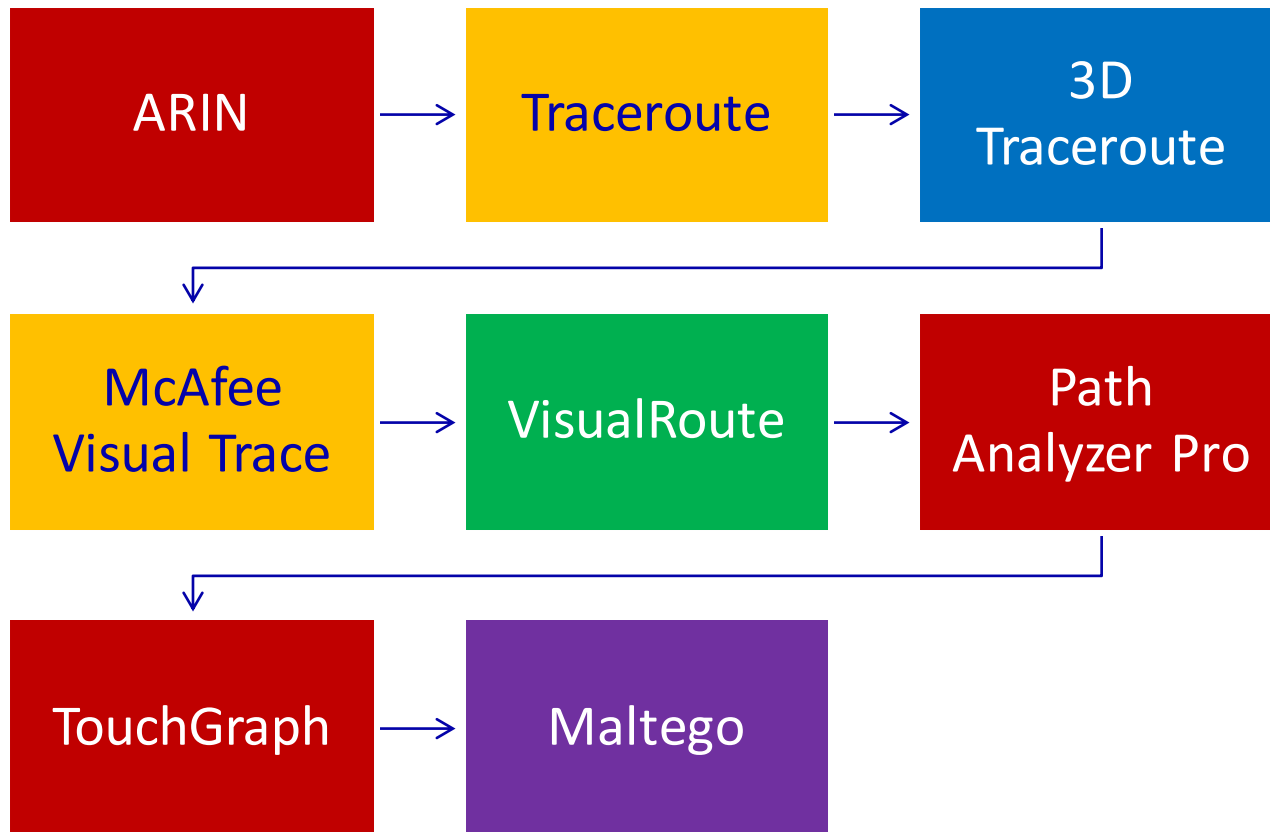 ARIN
Traceroute
3D
Traceroute
McAfee
Visual Trace
VisualRoute
Path
Analyzer Pro
TouchGraph
Maltego